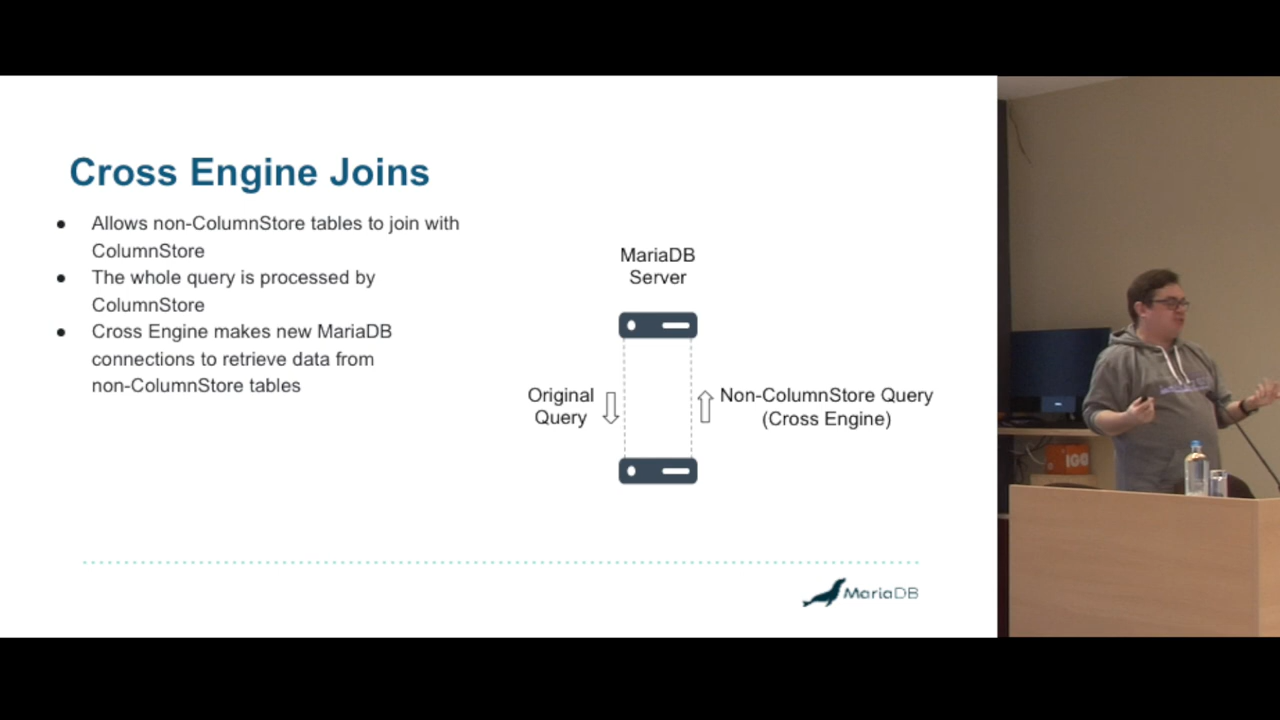 Cross Engine Joins
● Allows non-ColumnStore tables to join with
ColumnStore
● The whole query is processed by
ColumnStore
● Cross Engine makes new MariaDB
connections to retrieve data from
non-ColumnStore tables
MariaDB
Server
Original
Query
Non-ColumnStore Query
(Cross Engine)
MariaDB
IGO